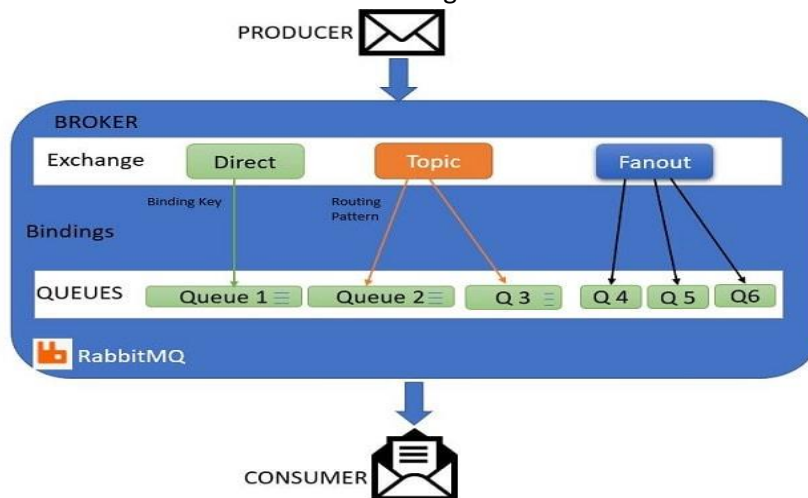 PRODUCER
BROKER
Exchange
Direct
Topic
Fanout
Binding Key
Routing
Pattern
Bindings
QUEUES
Queue 1
Queue 2
Q 3
Q 4
Q 5
Q6
RabbitMQ
CONSUMER